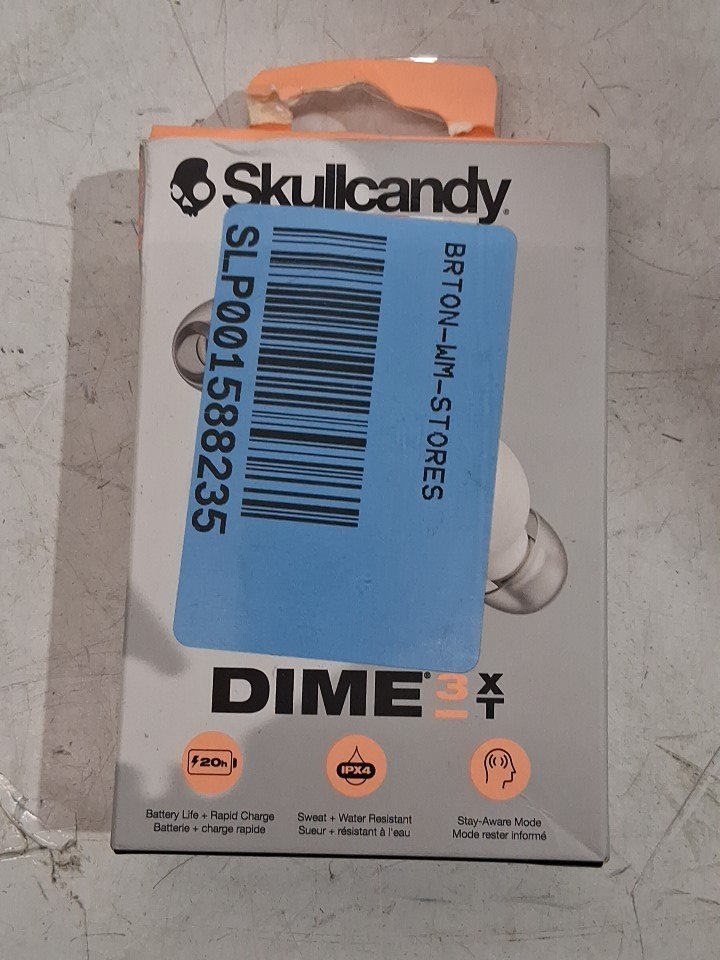 Skullcandy
BRTON-WM-STORES
SLP001588235
DIME® 3 XT
20h
IPX4
Battery Life + Rapid Charge
Batterie + charge rapide
Sweat + Water Resistant
Sueur + résistant à l'eau
Stay-Aware Mode
Mode rester informé